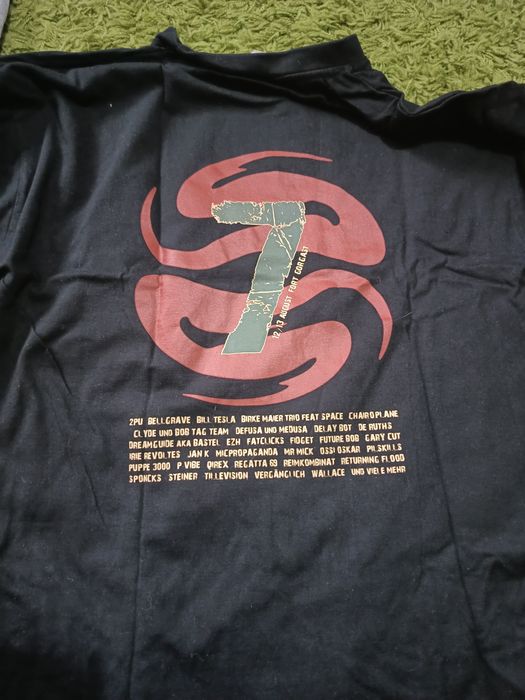 7
12./13 AUGUST FORT GORGAST
2PU BELLGRAVE BILL TESLA BIRKE MAIER TRIO FEAT SPACE CHAIROPLANE
CLYDE UND BOB TAG TEAM DEFUSA UND MEDUSA DELAY BOT DE RUTHS
DREAMGUIDE AKA BASTEL EZH FATCLICKS FIDGET FUTURE BOB GARY CUT
IRIE REVOLTES JAN K MICPROPAGANDA MR MICK OSSI OSKAR PILSKILLS
PUPPE 3000 P VIBE QIREX REGATTA 69 REIMKOMBINAT RETURNING FLOOD
SPONCKS STEINER TILLEVISION VERGÄNGLICH WALLACE UND VIELE MEHR